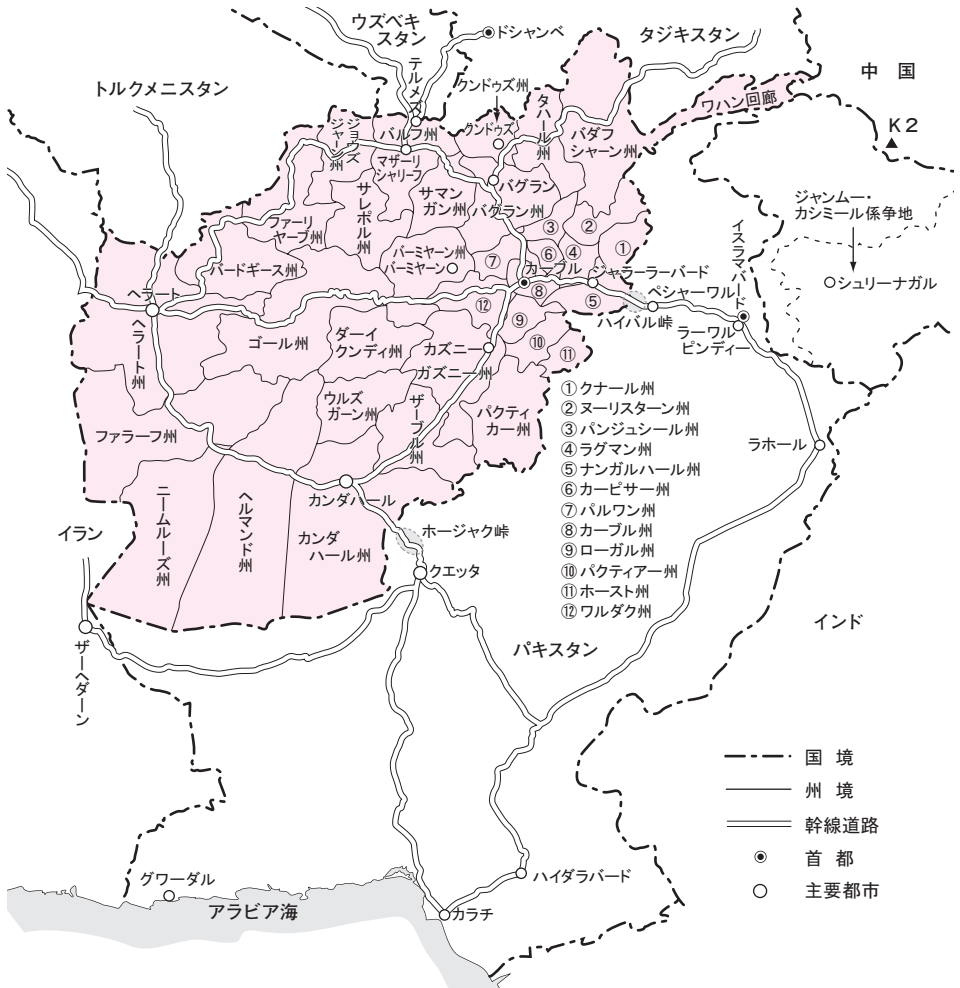 ウズベキ
スタン
ドシャンベ
タジキスタン
中 国
トルクメニスタン
テルメズ
クンドゥズ州
ワハン回廊
K2
ジョウズ
ジャーン州
バルフ州
クンドゥズ
タハール州
バダフ
シャーン州
マザーリ
シャリーフ
ジャンムー・
カシミール係争地
サレポル州
サマン
ガン州
バグラン
バグラン州
ファーリ
ヤーブ州
③
②
イスラマバード
バードギース州
バーミヤーン州
バーミヤーン
⑦
⑥
④
①
シュリーナガル
ヘラート
カーブル
ジャラーラーバード
⑧
⑤
ペシャーワル
ハイバル峠
ラーワル
ピンディー
⑫
⑨
ゴール州
ダーイ
クンディ州
カズニー
⑩
⑪
ヘラート州
ガズニー州
ウルズ
ガーン州
ザーブル州
パクティ
カー州
ファラーフ州
①クナール州
②ヌーリスターン州
③パンジュシール州
④ラグマン州
⑤ナンガルハール州
⑥カーピサー州
⑦パルワン州
⑧カーブル州
⑨ローガル州
⑩パクティアー州
⑪ホースト州
⑫ワルダク州
ラホール
カンダハール
ニームルーズ州
ヘルマンド州
カンダ
ハール州
イラン
ホージャク峠
クエッタ
ザーヘダーン
パキスタン
インド
国 境
州 境
幹線道路
首 都
主要都市
グワーダル
ハイダラバード
アラビア海
カラチ